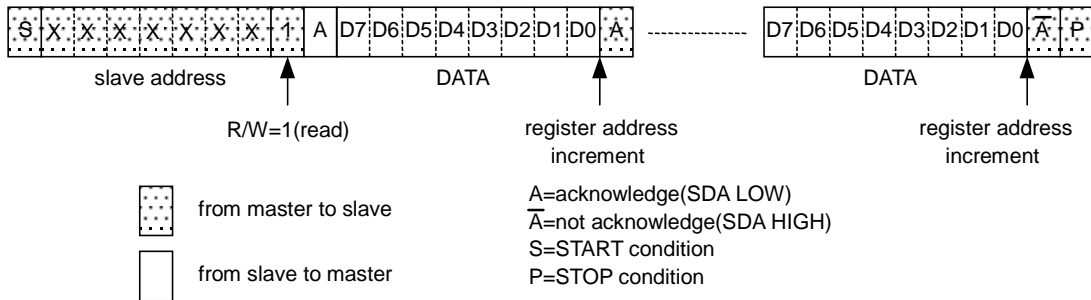 S X X X X X X X 1 A D7 D6 D5 D4 D3 D2 D1 D0 A D7 D6 D5 D4 D3 D2 D1 D0 A̅ P
slave address DATA DATA
R/W=1(read)
register address
increment
register address
increment
from master to slave
from slave to master
A=acknowledge(SDA LOW)
A̅=not acknowledge(SDA HIGH)
S=START condition
P=STOP condition